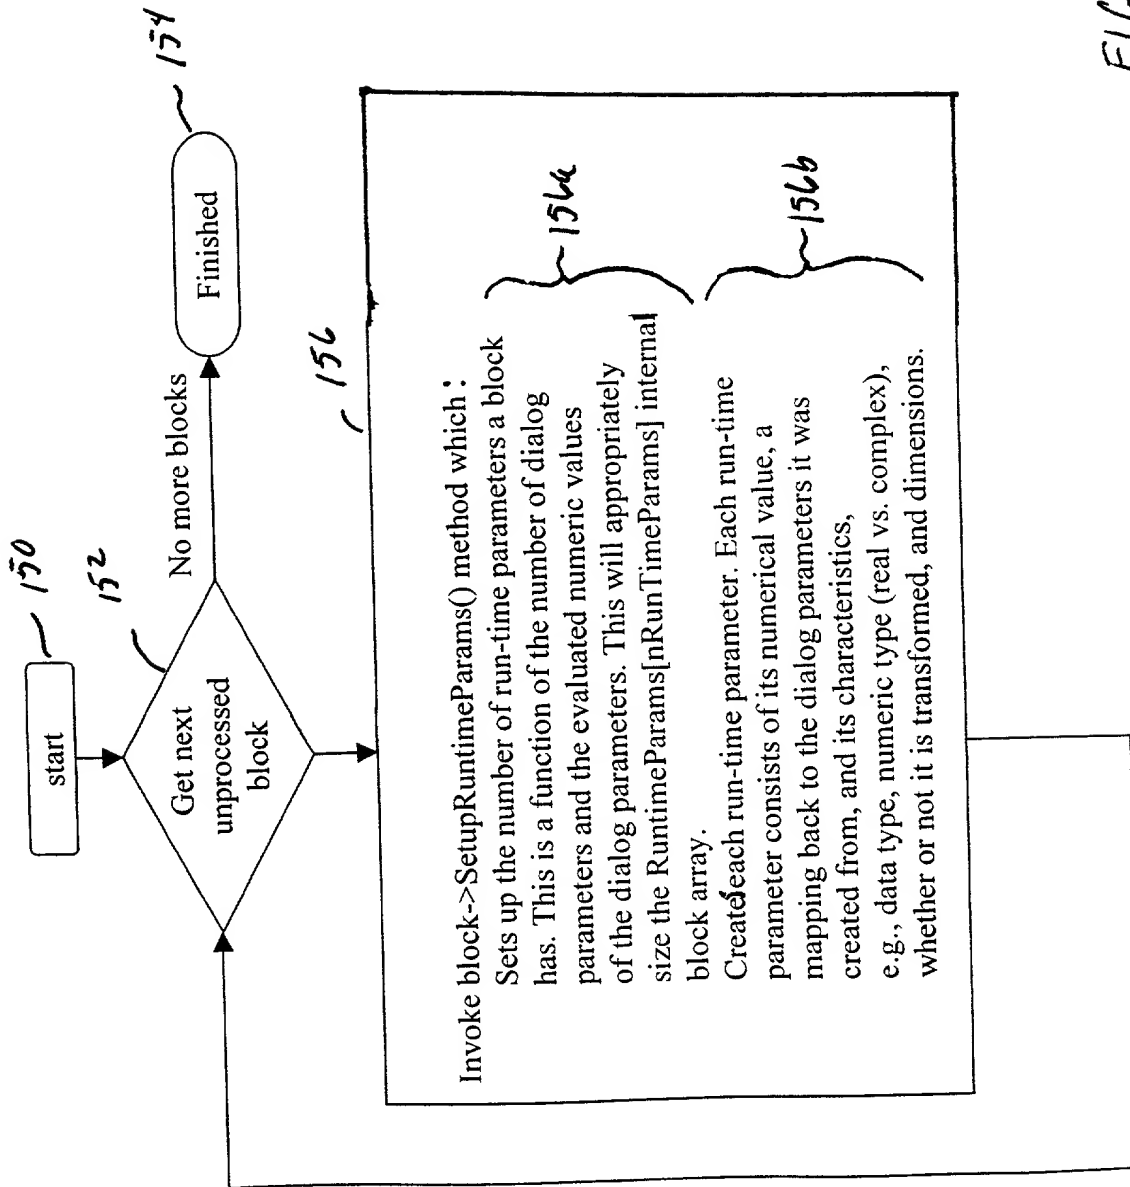 start
150
152
Get next
unprocessed
block
No more blocks
Finished
154
156
Invoke block->SetupRuntimeParams() method which:
Sets up the number of run-time parameters a block
has. This is a function of the number of dialog
parameters and the evaluated numeric values
of the dialog parameters. This will appropriately
size the RuntimeParams[nRunTimeParams] internal
block array.
156a
Creates each run-time parameter. Each run-time
parameter consists of its numerical value, a
mapping back to the dialog parameters it was
created from, and its characteristics,
e.g., data type, numeric type (real vs. complex),
whether or not it is transformed, and dimensions.
156b